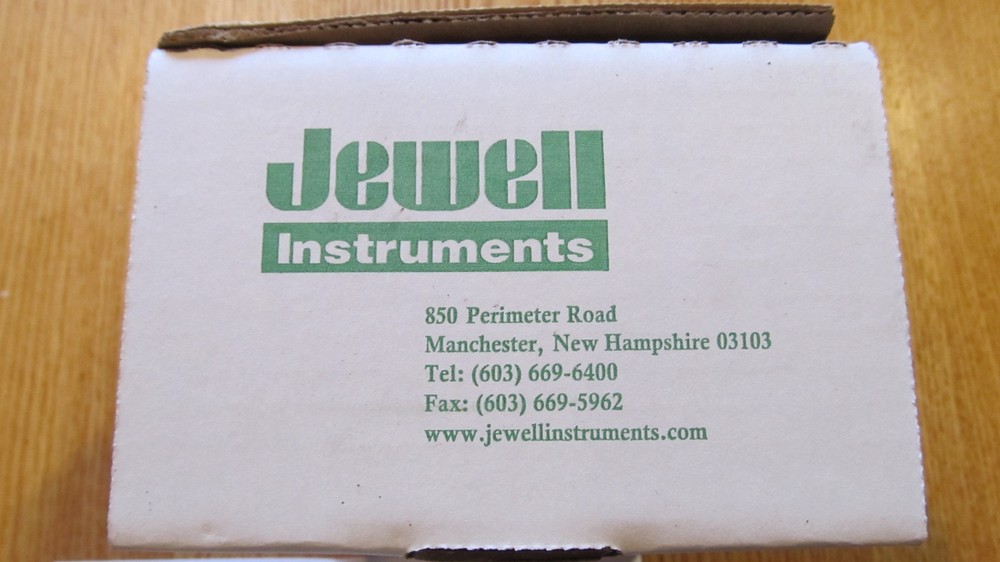 Jewell
Instruments
850 Perimeter Road
Manchester, New Hampshire 03103
Tel: (603) 669-6400
Fax: (603) 669-5962
www.jewellinstruments.com